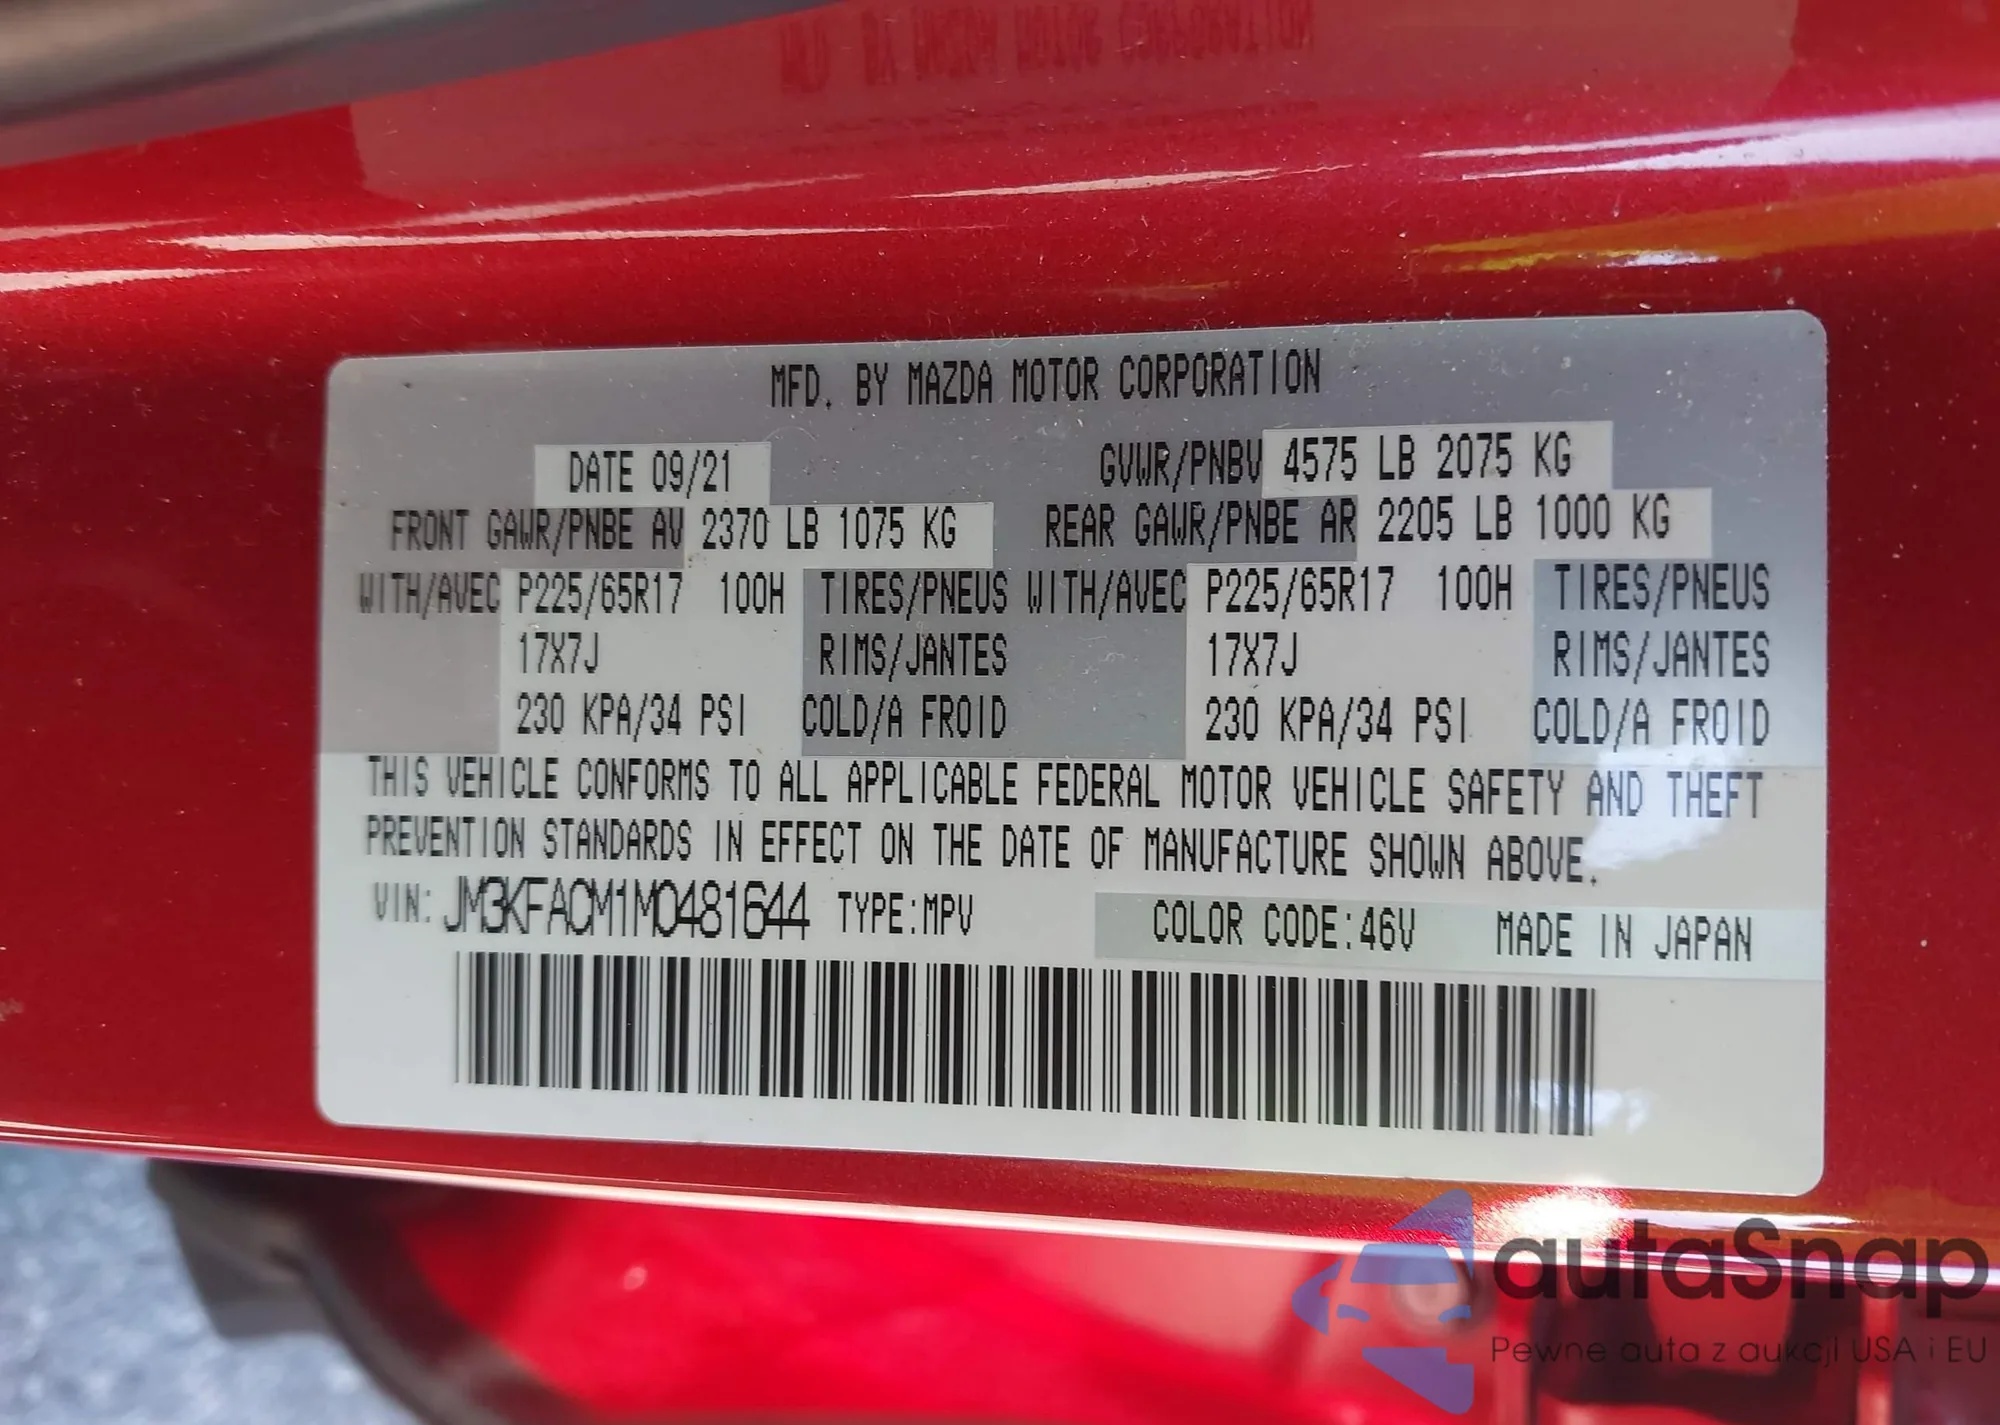 MFD. BY MAZDA MOTOR CORPORATION
DATE 09/21 GVWR/PNBV 4575 LB 2075 KG
FRONT GAWR/PNBE AV 2370 LB 1075 KG REAR GAWR/PNBE AR 2205 LB 1000 KG
WITH/AVEC P225/65R17 100H TIRES/PNEUS WITH/AVEC P225/65R17 100H TIRES/PNEUS
17X7J RIMS/JANTES 17X7J RIMS/JANTES
230 KPA/34 PSI COLD/A FROID 230 KPA/34 PSI COLD/A FROID
THIS VEHICLE CONFORMS TO ALL APPLICABLE FEDERAL MOTOR VEHICLE SAFETY AND THEFT
PREVENTION STANDARDS IN EFFECT ON THE DATE OF MANUFACTURE SHOWN ABOVE.
VIN: JM3KFACM1M0481644 TYPE:MPV COLOR CODE:46V MADE IN JAPAN
autaSnap
Pewne auta z aukcji USA i EU